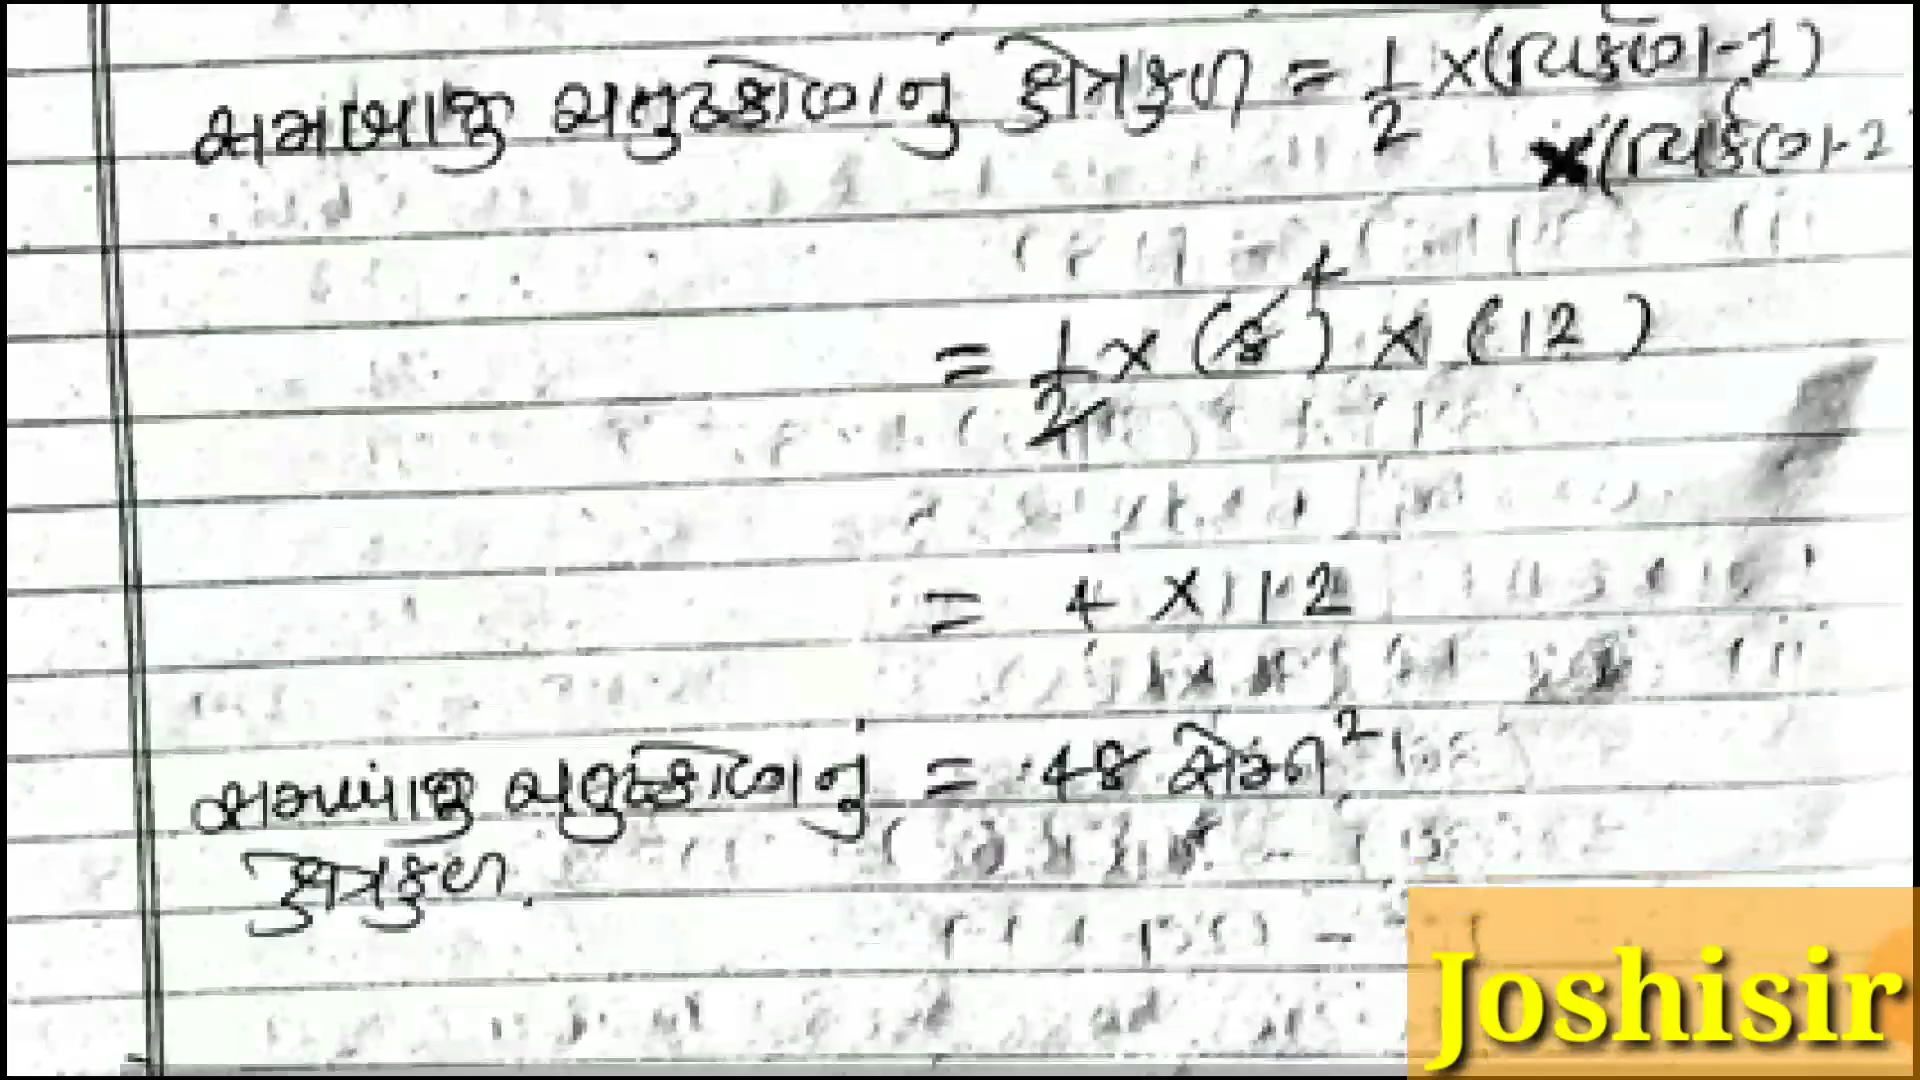 સમબાજુ ચતુષ્કોણનું ક્ષેત્રફળ = 1/2 × (વિકર્ણ-1)
× (વિકર્ણ-2
= 1/2 × (8)⁴ × (12)
= 4 × 12
સમબાજુ ચતુષ્કોણનું = 48 સેમી²
ક્ષેત્રફળ.
Joshisir